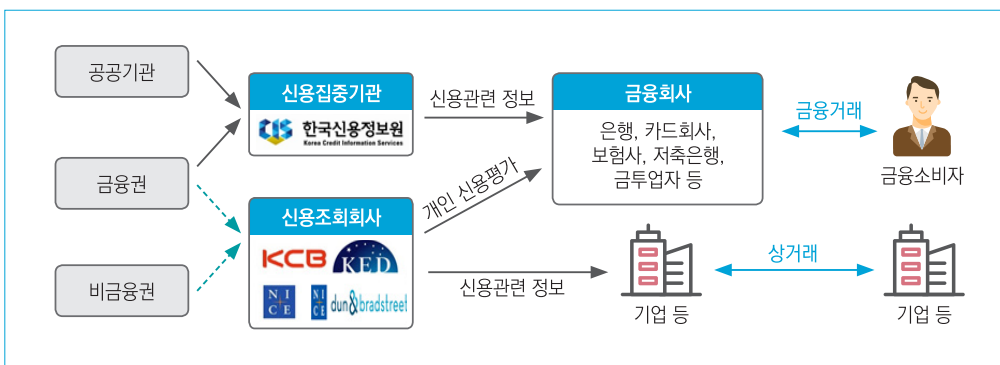 공공기관
금융권
비금융권
신용집중기관
CIS 한국신용정보원
Korea Credit Information Services
신용조회회사
KCB
KED
NICE
NICE dun&bradstreet
신용관련 정보
개인 신용평가
신용관련 정보
금융회사
은행, 카드회사,
보험사, 저축은행,
금투업자 등
금융거래
금융소비자
기업 등
상거래
기업 등